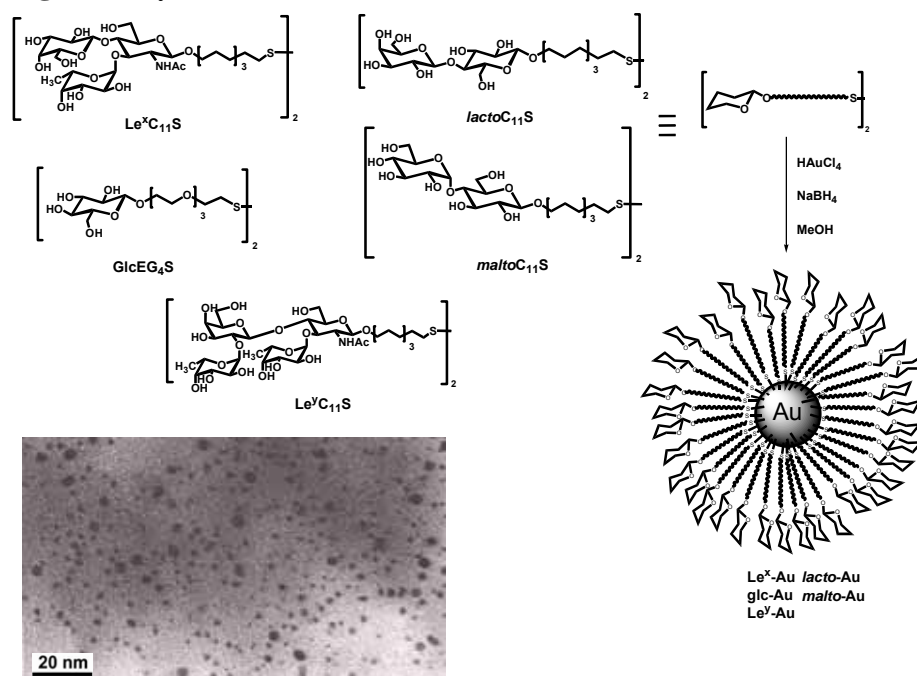 Le^xC₁₁S
lactoC₁₁S
GlcEG₄S
maltoC₁₁S
Le^yC₁₁S
HO
OH
NHAc
H₃C
O
S
3
2
HAuCl₄
NaBH₄
MeOH
Au
Le^x-Au lacto-Au
glc-Au malto-Au
Le^y-Au
20 nm